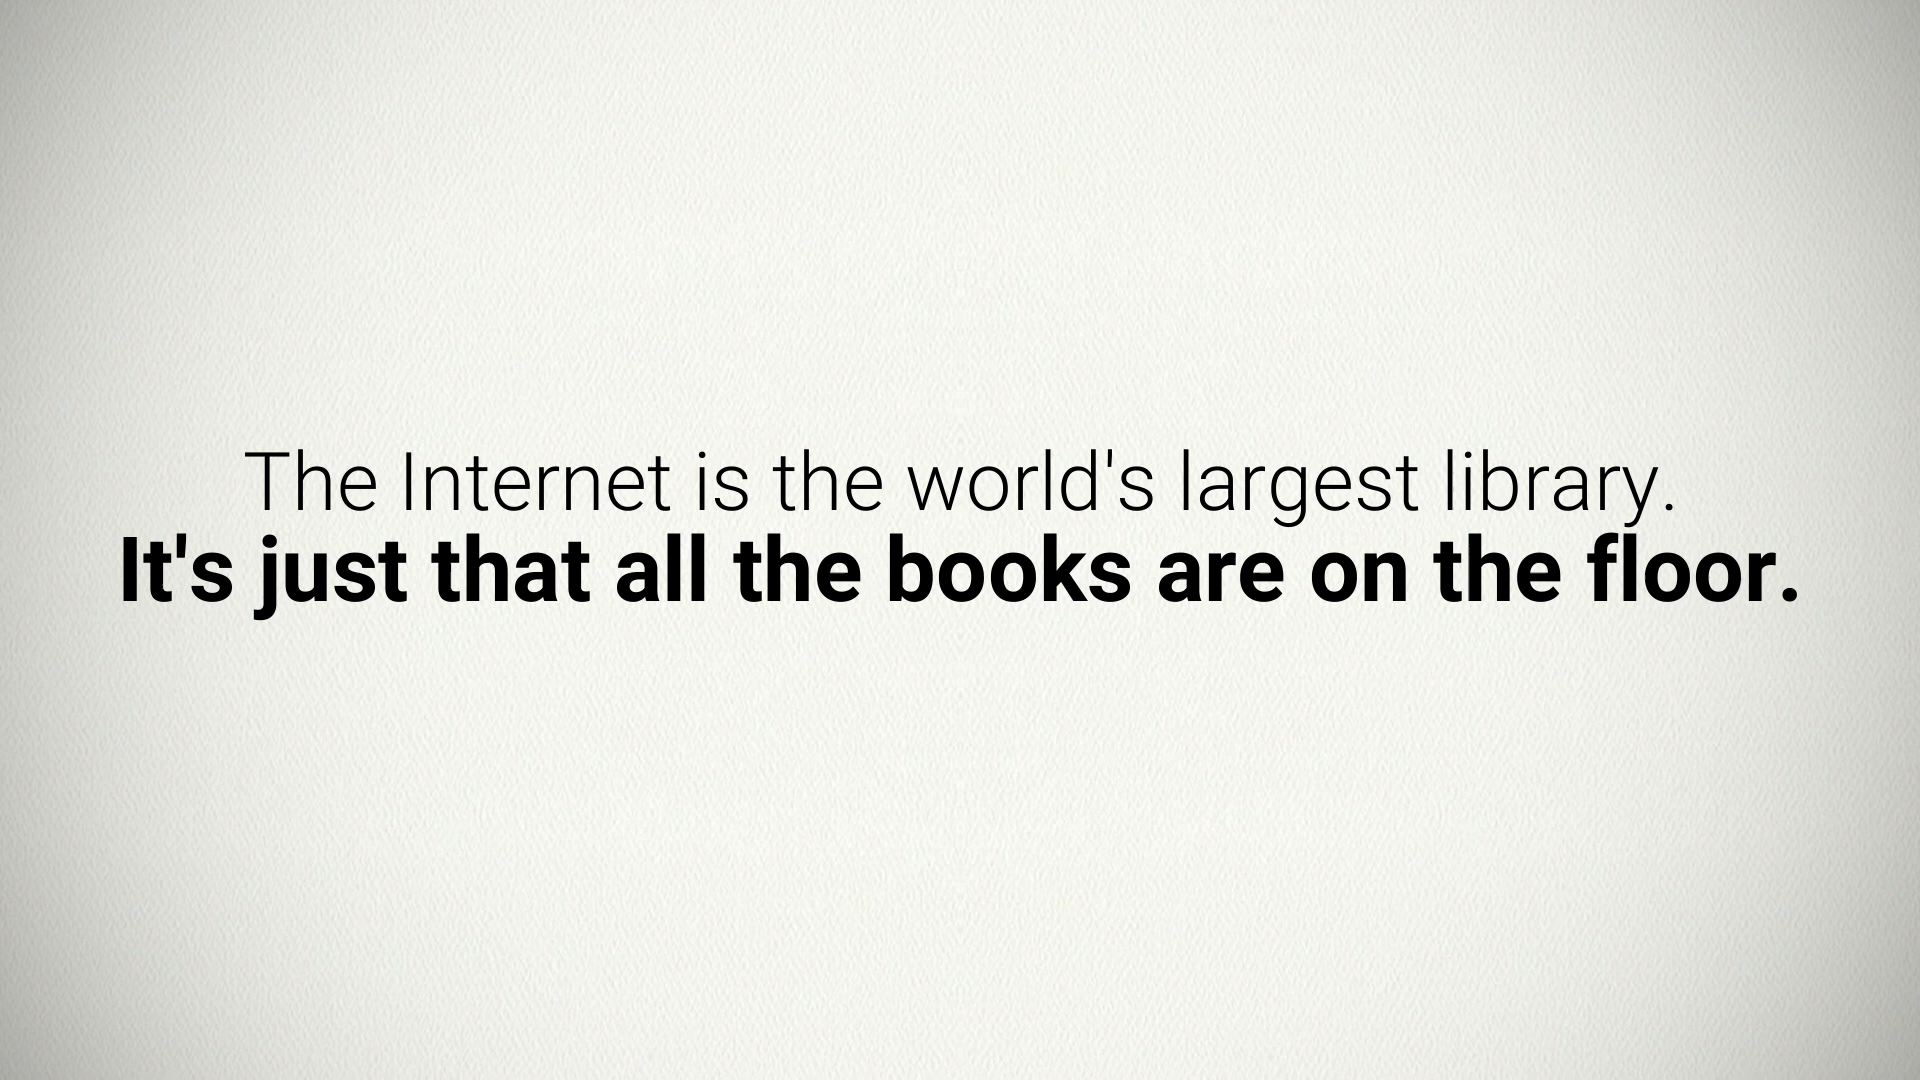 The Internet is the world's largest library.
It's just that all the books are on the floor.